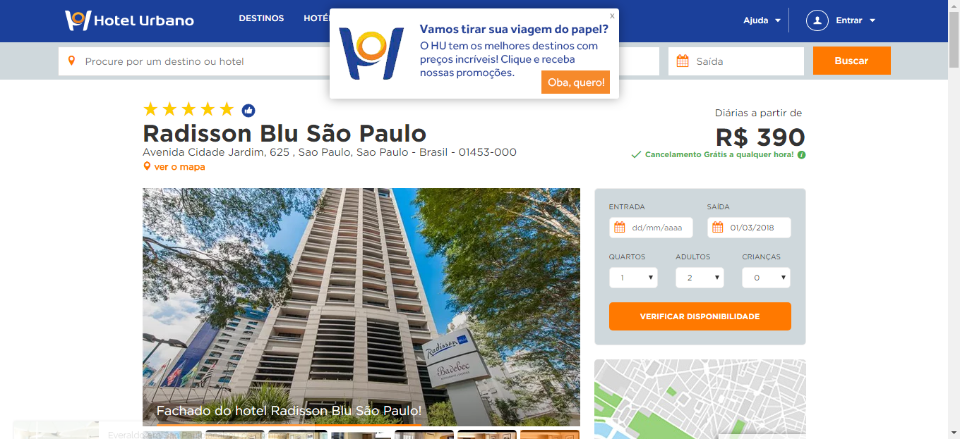 Hotel Urbano
DESTINOS
HOTÉ
Ajuda
Entrar
x
Vamos tirar sua viagem do papel?
O HU tem os melhores destinos com
preços incríveis! Clique e receba
nossas promoções.
Oba, quero!
Procure por um destino ou hotel
Saída
Buscar
Radisson Blu São Paulo
Avenida Cidade Jardim, 625 , Sao Paulo, Sao Paulo - Brasil - 01453-000
ver o mapa
Diárias a partir de
R$ 390
Cancelamento Grátis a qualquer hora! i
ENTRADA
SAÍDA
dd/mm/aaaa
01/03/2018
QUARTOS
ADULTOS
CRIANÇAS
1
2
0
VERIFICAR DISPONIBILIDADE
Radisson
Badebec
Fachado do hotel Radisson Blu São Paulo!